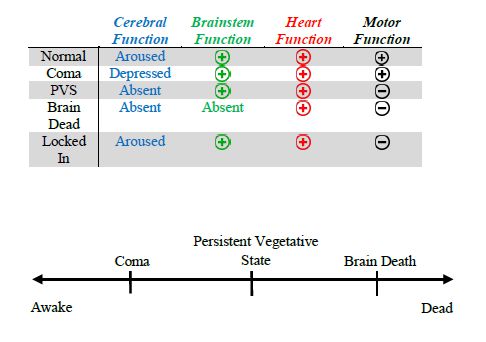 Cerebral Brainstem Heart Motor
Function Function Function Function
Normal Aroused + + +
Coma Depressed + + +
PVS Absent + + −
Brain Absent Absent + −
Dead
Locked Aroused + + −
In
Persistent Vegetative
Coma State Brain Death
Awake Dead